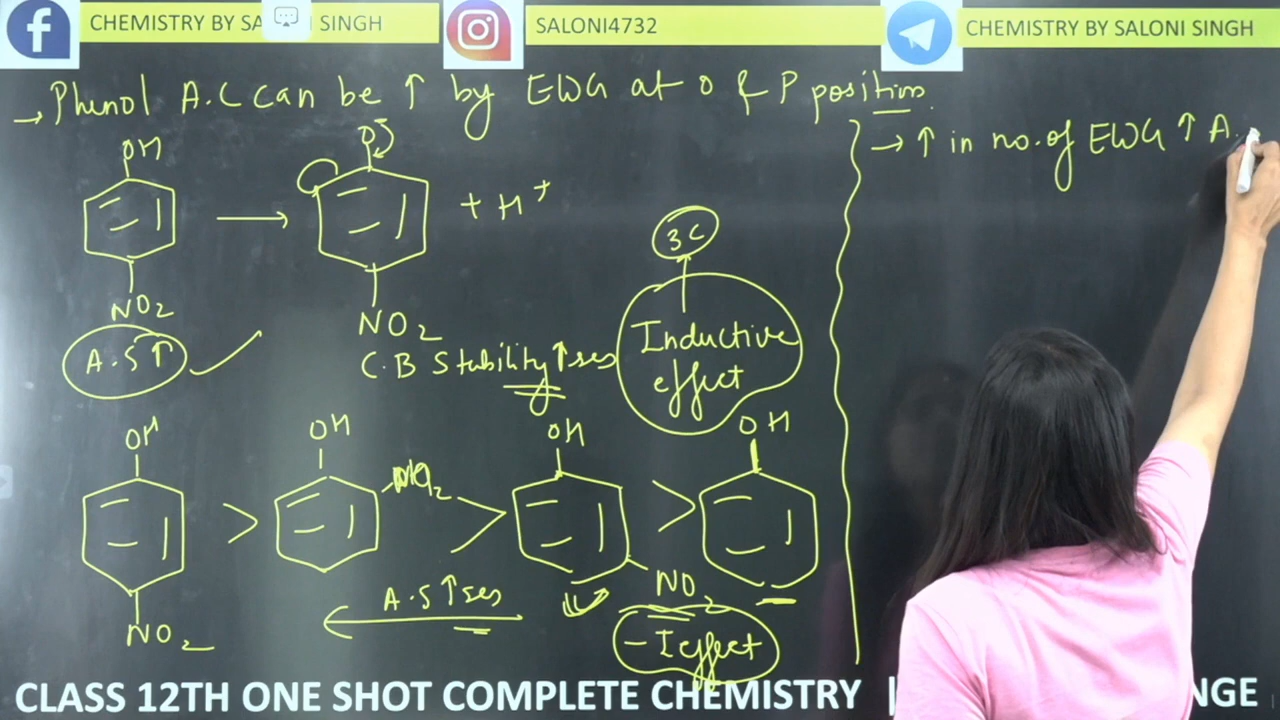 CHEMISTRY BY SA SINGH
SALONI4732
CHEMISTRY BY SALONI SINGH
→ Phenol A.C can be ↑ by EWG at O & P position.
→ ↑ in no. of EWG ↑ A.
OH
+ H+
NO2
NO2
A.S ↑
C.B Stability ↑ses
3C
Inductive
effect
OH
OH
OH
OH
>
>
>
NO2
NO2
NO2
A.S ↑ses
- I effect
CLASS 12TH ONE SHOT COMPLETE CHEMISTRY | NGE